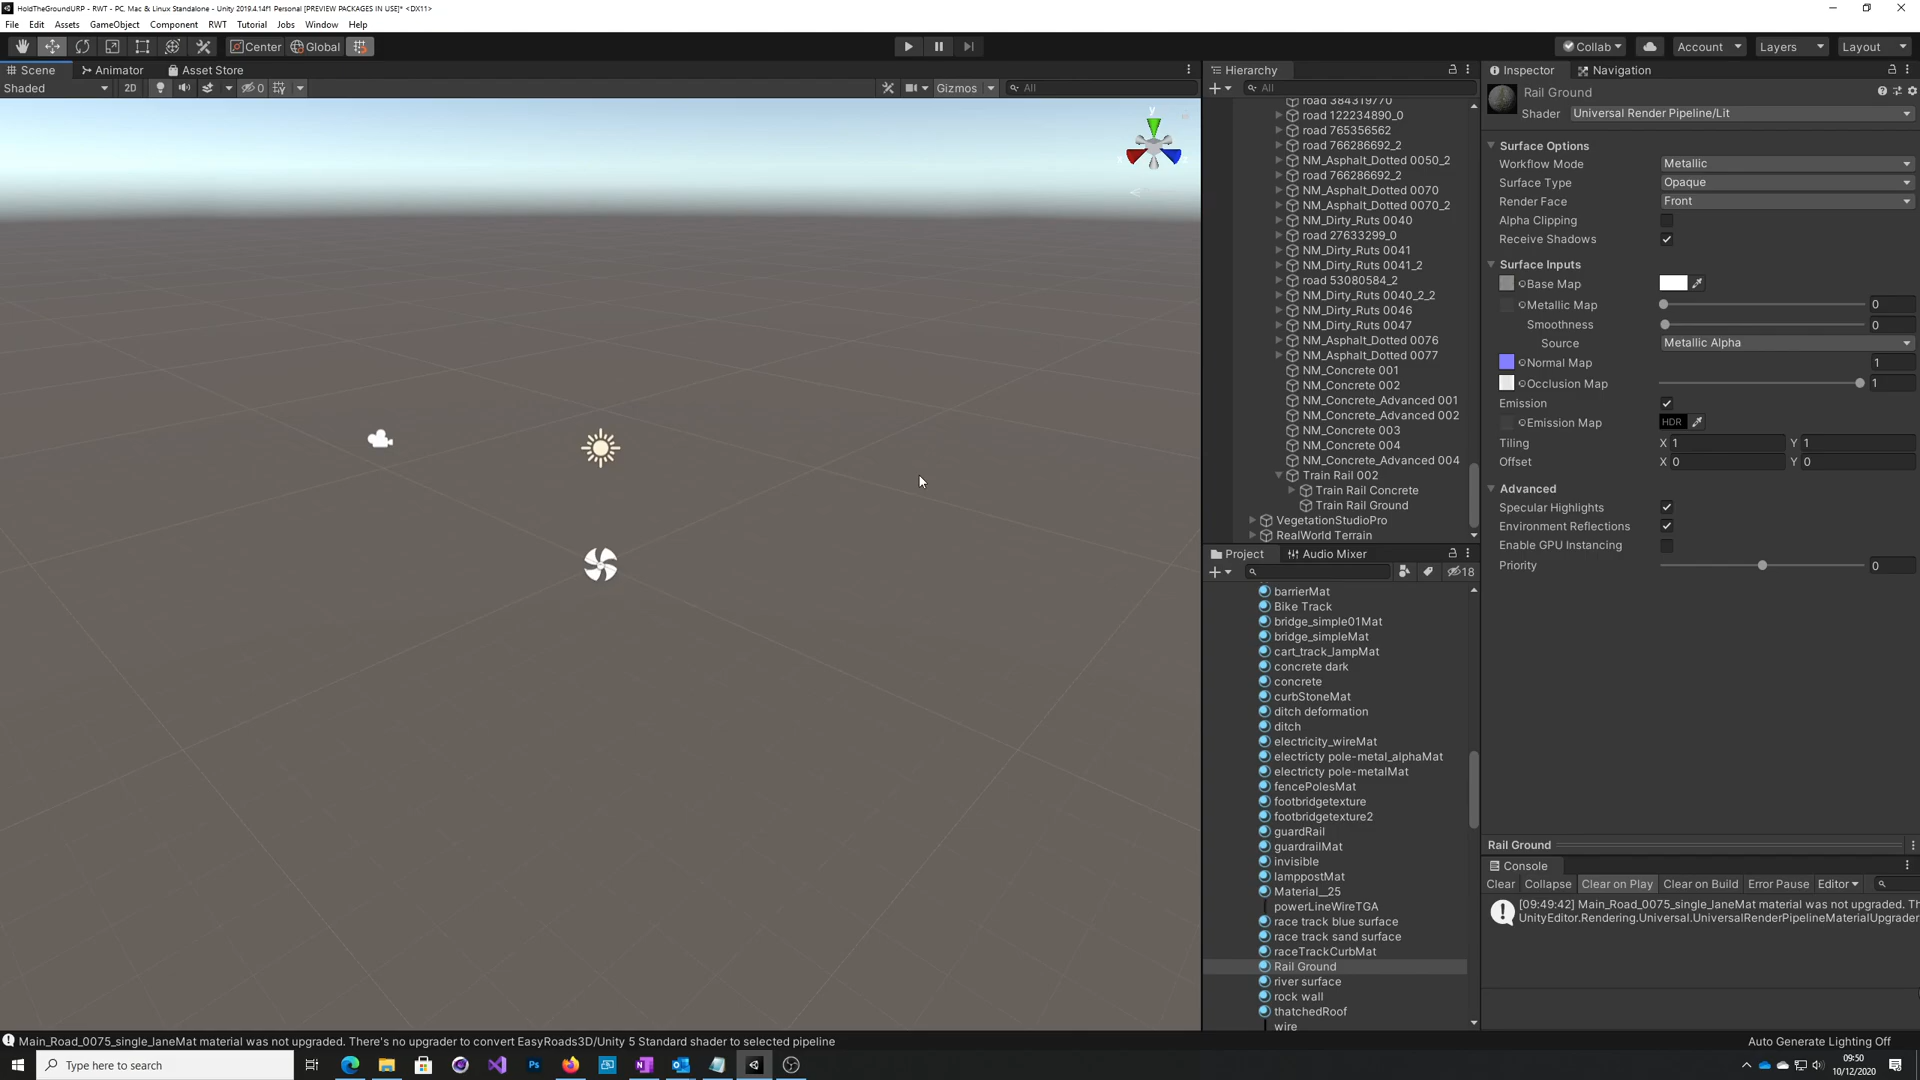 HoldTheGroundURP - RWT - PC, Mac & Linux Standalone - Unity 2019.4.14f1 Personal [PREVIEW PACKAGES IN USE]* <DX11>
File Edit Assets GameObject Component RWT Tutorial Jobs Window Help
Center Global Collab Account Layers Layout
Scene Animator Asset Store
Shaded 2D 0 Gizmos All
y
Hierarchy
All
road 384319770
road 122234890_0
road 765356562
road 766286692_2
NM_Asphalt_Dotted 0050_2
road 766286692_2
NM_Asphalt_Dotted 0070
NM_Asphalt_Dotted 0070_2
NM_Dirty_Ruts 0040
road 27633299_0
NM_Dirty_Ruts 0041
NM_Dirty_Ruts 0041_2
road 53080584_2
NM_Dirty_Ruts 0040_2_2
NM_Dirty_Ruts 0046
NM_Dirty_Ruts 0047
NM_Asphalt_Dotted 0076
NM_Asphalt_Dotted 0077
NM_Concrete 001
NM_Concrete 002
NM_Concrete_Advanced 001
NM_Concrete_Advanced 002
NM_Concrete 003
NM_Concrete 004
NM_Concrete_Advanced 004
Train Rail 002
Train Rail Concrete
Train Rail Ground
VegetationStudioPro
RealWorld Terrain
Project Audio Mixer
18
barrierMat
Bike Track
bridge_simple01Mat
bridge_simpleMat
cart_track_lampMat
concrete dark
concrete
curbStoneMat
ditch deformation
ditch
electricity_wireMat
electricty pole-metal_alphaMat
electricty pole-metalMat
fencePolesMat
footbridgetexture
footbridgetexture2
guardRail
guardrailMat
invisible
lamppostMat
Material__25
powerLineWireTGA
race track blue surface
race track sand surface
raceTrackCurbMat
Rail Ground
river surface
rock wall
thatchedRoof
wire
Inspector Navigation
Rail Ground
Shader Universal Render Pipeline/Lit
Surface Options
Workflow Mode Metallic
Surface Type Opaque
Render Face Front
Alpha Clipping
Receive Shadows
Surface Inputs
Base Map
Metallic Map 0
Smoothness 0
Source Metallic Alpha
Normal Map 1
Occlusion Map 1
Emission
Emission Map HDR
Tiling X 1 Y 1
Offset X 0 Y 0
Advanced
Specular Highlights
Environment Reflections
Enable GPU Instancing
Priority 0
Rail Ground
Console
Clear Collapse Clear on Play Clear on Build Error Pause Editor
[09:49:42] Main_Road_0075_single_laneMat material was not upgraded. Th
UnityEditor.Rendering.Universal.UniversalRenderPipelineMaterialUpgrader
Main_Road_0075_single_laneMat material was not upgraded. There's no upgrader to convert EasyRoads3D/Unity 5 Standard shader to selected pipeline
Auto Generate Lighting Off
Type here to search
Ps
09:50
10/12/2020